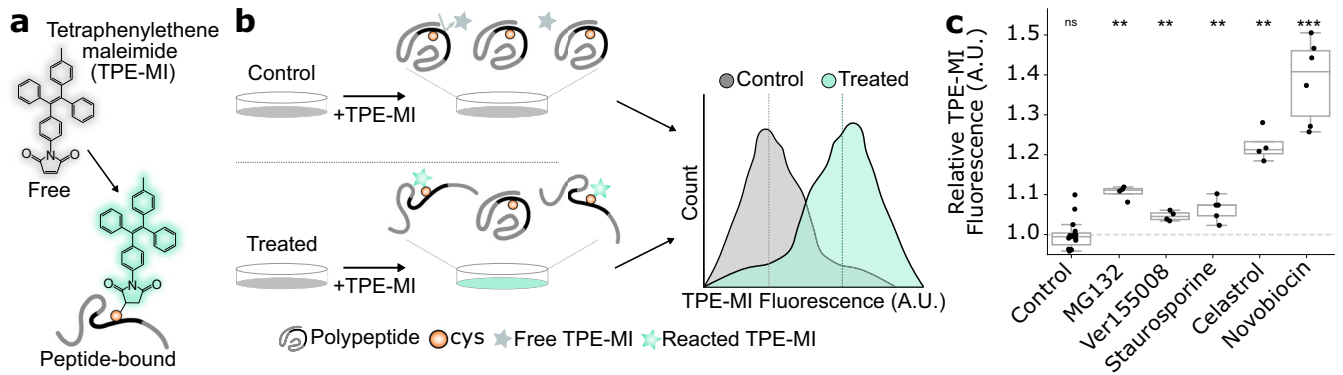 a
Tetraphenylethene
maleimide
(TPE-MI)
O
N
O
Free
O
N
O
Peptide-bound
b
Control
+TPE-MI
Treated
+TPE-MI
Control
Treated
Count
TPE-MI Fluorescence (A.U.)
Polypeptide
cys
Free TPE-MI
Reacted TPE-MI
c
Relative TPE-MI
Fluorescence (A.U.)
1.5
1.4
1.3
1.2
1.1
1.0
ns
**
**
**
**
***
Control
MG132
Ver155008
Staurosporine
Celastrol
Novobiocin